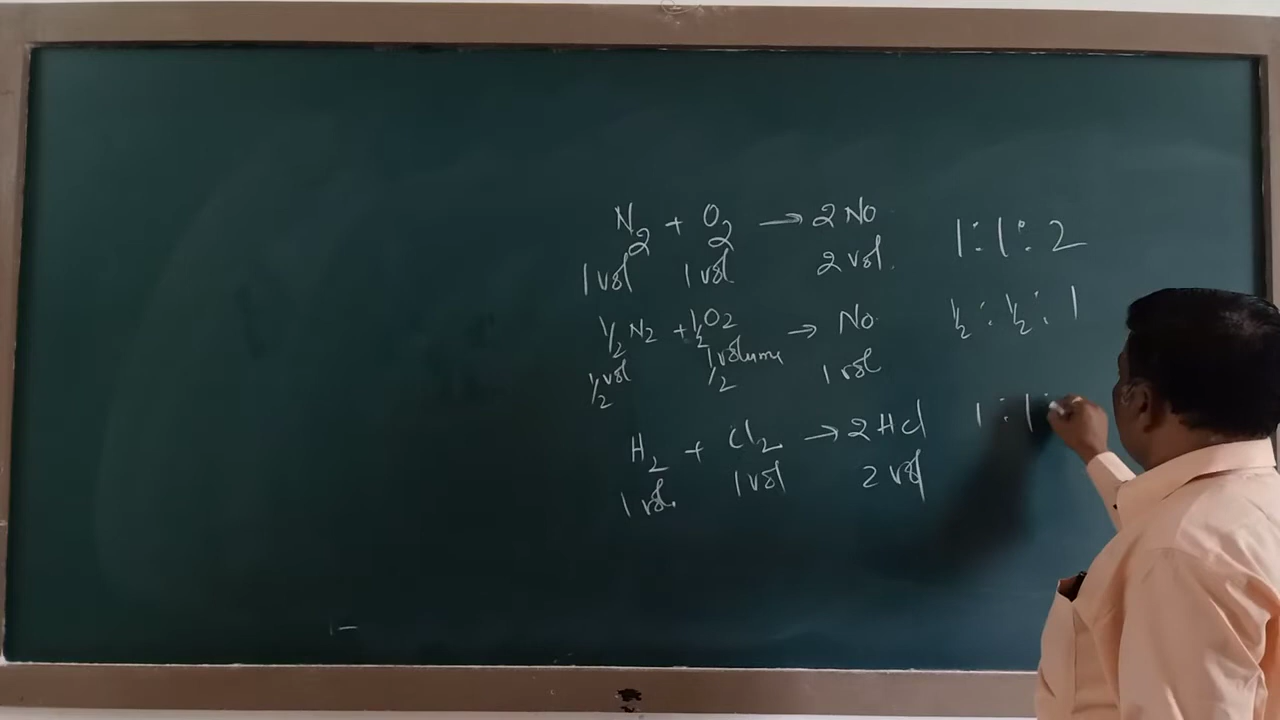 N2 + O2 → 2 No 1 : 1 : 2
1 vol 1 vol 2 vol.
1/2 N2 + 1/2 O2 → No 1/2 : 1/2 : 1
1/2 vol 1/2 volume 1 vol
H2 + Cl2 → 2 Hcl 1 : 1 :
1 vol. 1 vol 2 vol